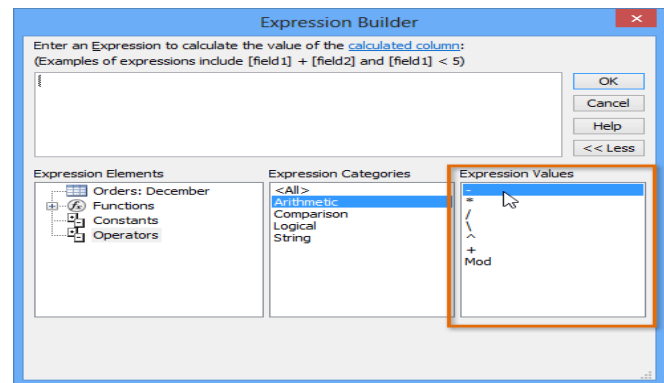 Expression Builder
Enter an Expression to calculate the value of the calculated column:
(Examples of expressions include [field1] + [field2] and [field1] < 5)
OK
Cancel
Help
<< Less
Expression Elements
Orders: December
Functions
Constants
Operators
Expression Categories
<All>
Arithmetic
Comparison
Logical
String
Expression Values
-
*
/
\
^
+
Mod